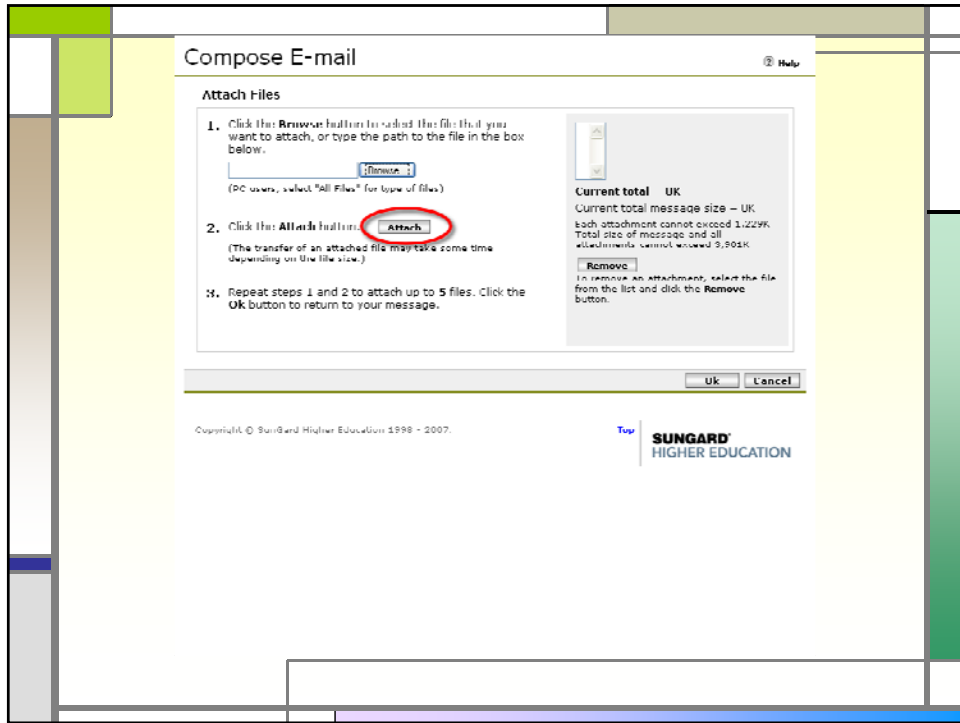 Compose E-mail
? Help
Attach Files
1. Click the Browse button to select the file that you
want to attach, or type the path to the file in the box
below.
Browse...
(PC users, select "All Files" for type of files)
2. Click the Attach button. Attach
(The transfer of an attached file may take some time
depending on the file size.)
3. Repeat steps 1 and 2 to attach up to 5 files. Click the
Ok button to return to your message.
Current total 0K
Current total message size = 0K
Each attachment cannot exceed 1,229K
Total size of message and all
attachments cannot exceed 9,901K
Remove
To remove an attachment, select the file
from the list and click the Remove
button.
Ok Cancel
Copyright © SunGard Higher Education 1998 - 2007.
Top
SUNGARD'
HIGHER EDUCATION